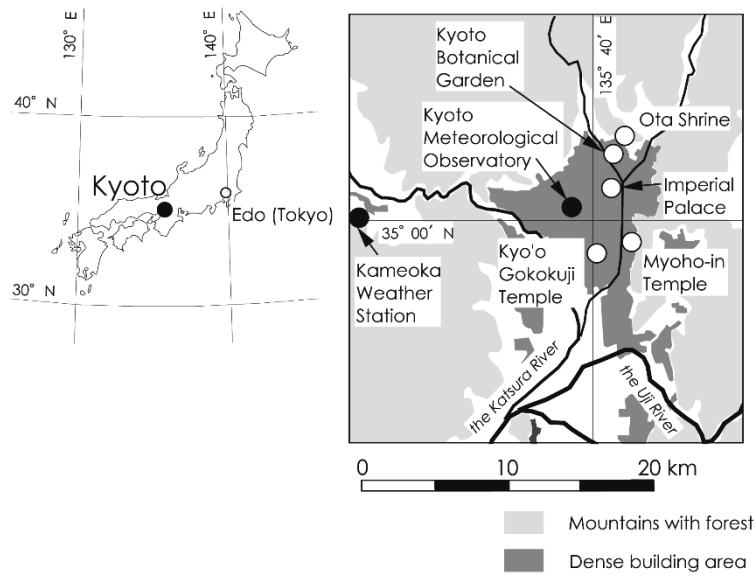 130° E
140° E
40° N
Kyoto
Edo (Tokyo)
30° N
Kyoto
Botanical
Garden
135° 40′ E
Kyoto
Meteorological
Observatory
Ota Shrine
Imperial
Palace
35° 00′ N
Kameoka
Weather
Station
Kyo'o
Gokokuji
Temple
Myoho-in
Temple
the Katsura River
the Uji River
0 10 20 km
Mountains with forest
Dense building area